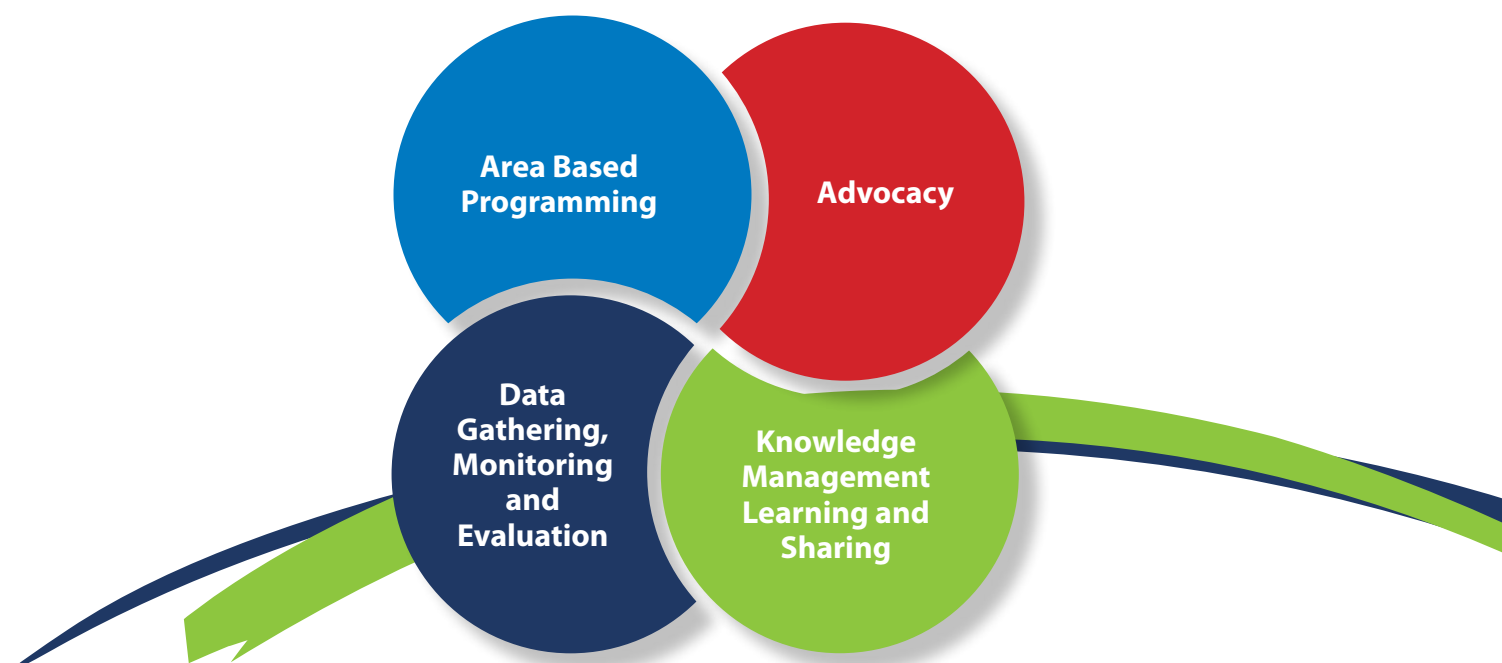 Area Based
Programming
Advocacy
Data
Gathering,
Monitoring
and
Evaluation
Knowledge
Management
Learning and
Sharing